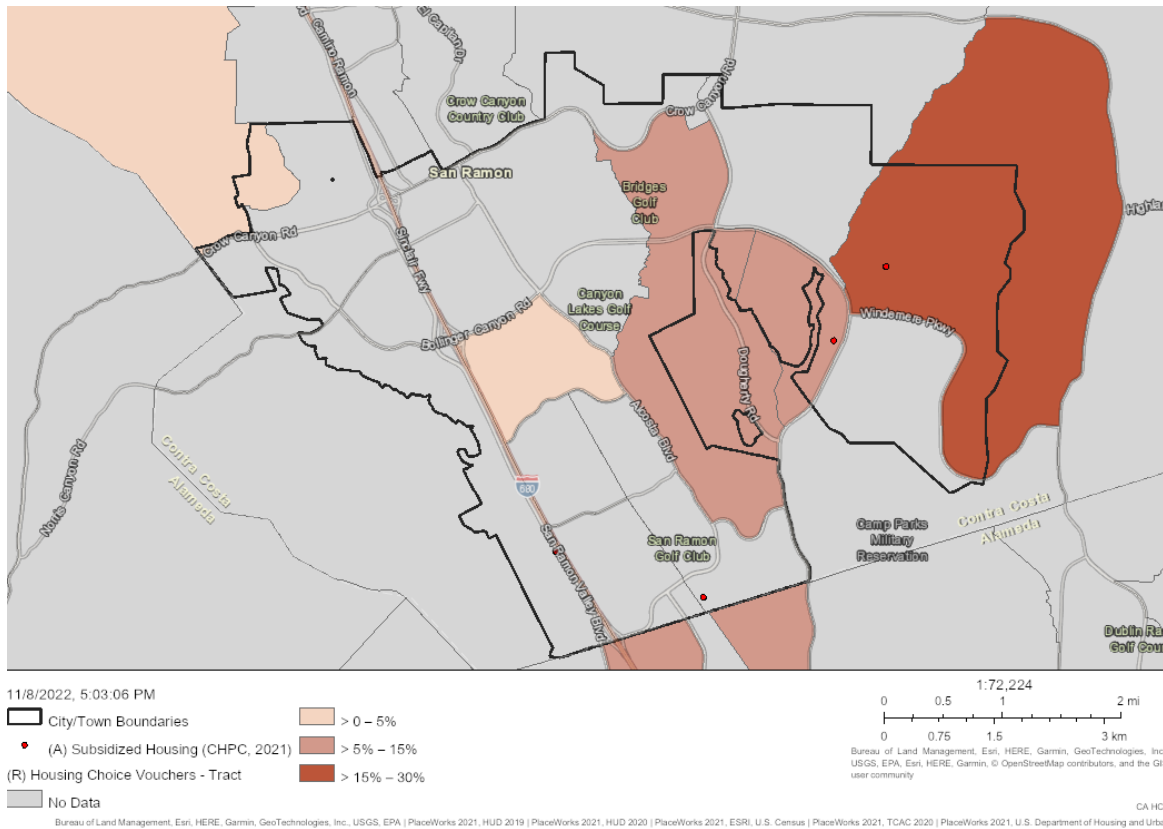 Camino Ramon
El Capitan Dr
Crow Canyon
Country Club
Crow Canyon Rd
San Ramon
Bridges
Golf
Club
Highla
Crow Canyon Rd
Sinclair Fwy
Canyon
Lakes Golf
Course
Bollinger Canyon Rd
Windemere Pkwy
Dougherty Rd
Alcosta Blvd
Norris Canyon Rd
Contra Costa
Alameda
680
Contra Costa
Alameda
Camp Parks
Military
Reservation
San Ramon
Golf Club
San Ramon Valley Blvd
Dublin Ra
Golf Cour
11/8/2022, 5:03:06 PM
City/Town Boundaries
(A) Subsidized Housing (CHPC, 2021)
(R) Housing Choice Vouchers - Tract
No Data
> 0 – 5%
> 5% – 15%
> 15% – 30%
1:72,224
0 0.5 1 2 mi
0 0.75 1.5 3 km
Bureau of Land Management, Esri, HERE, Garmin, GeoTechnologies, Inc
USGS, EPA, Esri, HERE, Garmin, © OpenStreetMap contributors, and the GI
user community
CA HC
Bureau of Land Management, Esri, HERE, Garmin, GeoTechnologies, Inc., USGS, EPA | PlaceWorks 2021, HUD 2019 | PlaceWorks 2021, HUD 2020 | PlaceWorks 2021, ESRI, U.S. Census | PlaceWorks 2021, TCAC 2020 | PlaceWorks 2021, U.S. Department of Housing and Urba